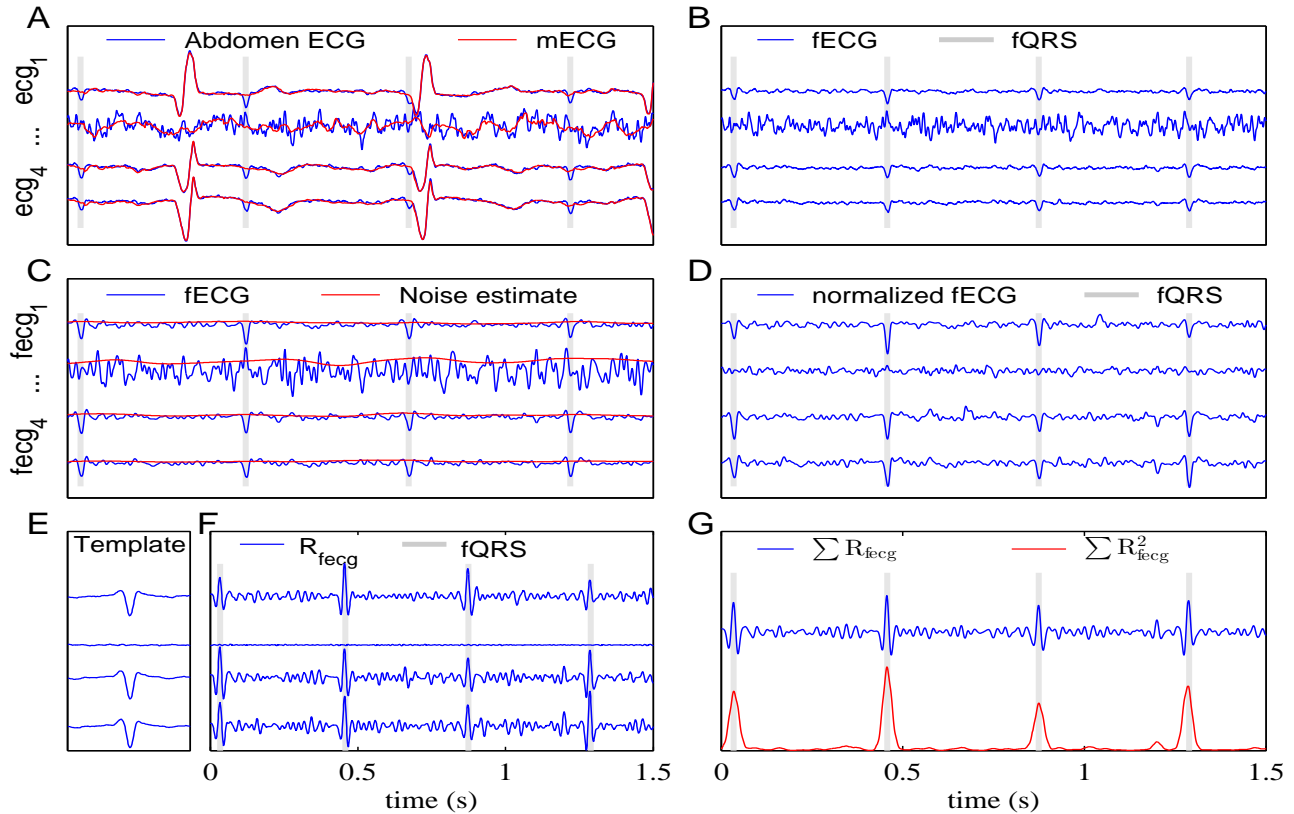 A
Abdomen ECG
mECG
ecg1
...
ecg4
B
fECG
fQRS
C
fECG
Noise estimate
fecg1
...
fecg4
D
normalized fECG
fQRS
E
Template
F
Rfecg
fQRS
0
0.5
1
1.5
time (s)
G
∑ Rfecg
∑ R²fecg
0
0.5
1
1.5
time (s)